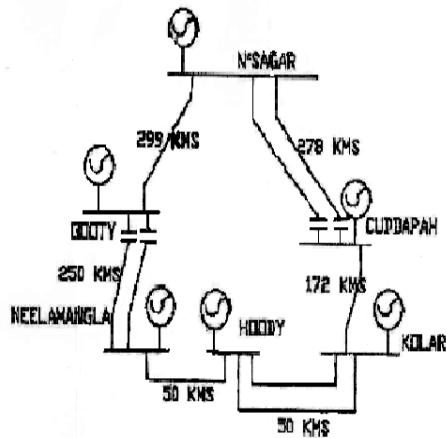 N'SAGAR
299 KMS
278 KMS
GOOTY
CUDDAPAH
250 KMS
172 KMS
NEELAMANGLA
HOODY
KOLAR
50 KMS
50 KMS